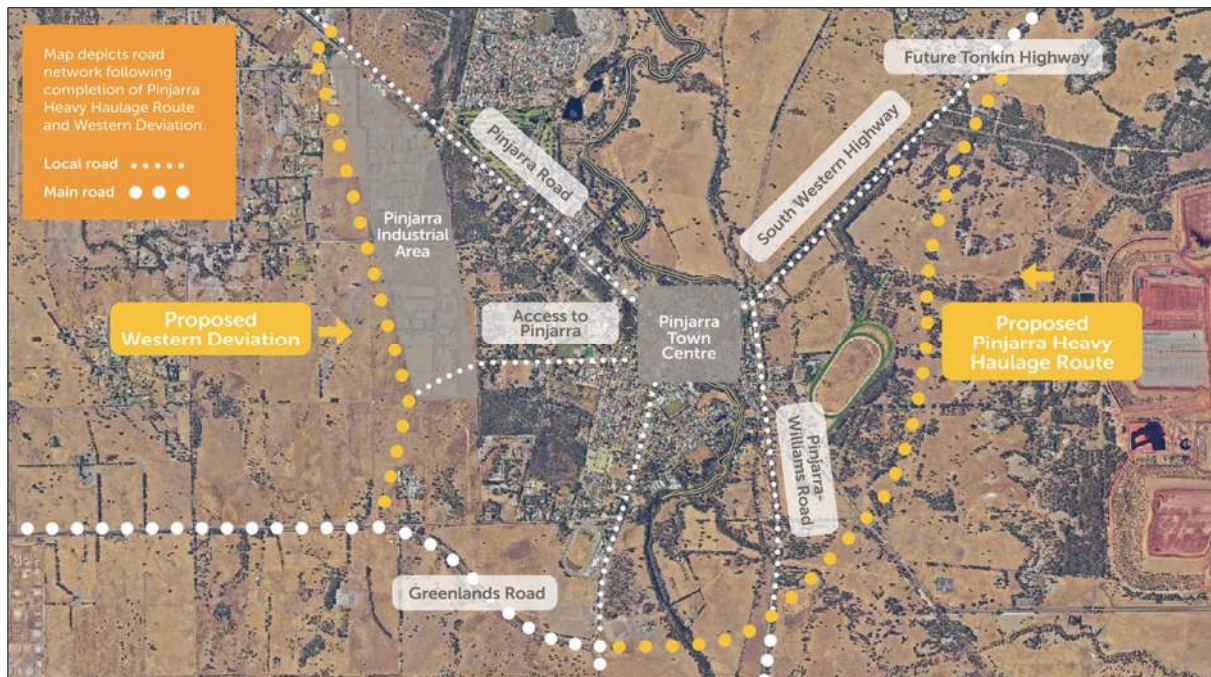 Map depicts road
network following
completion of Pinjarra
Heavy Haulage Route
and Western Deviation.
Local road
Main road
Future Tonkin Highway
South Western Highway
Pinjarra Road
Pinjarra
Industrial
Area
Proposed
Western Deviation
Access to
Pinjarra
Pinjarra
Town
Centre
Proposed
Pinjarra Heavy
Haulage Route
Pinjarra-
Williams Road
Greenlands Road